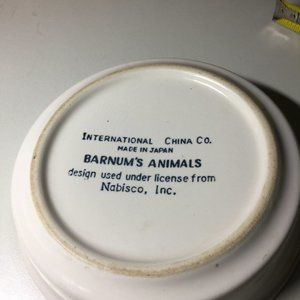 INTERNATIONAL CHINA CO.
MADE IN JAPAN
BARNUM'S ANIMALS
design used under license from
Nabisco, Inc.